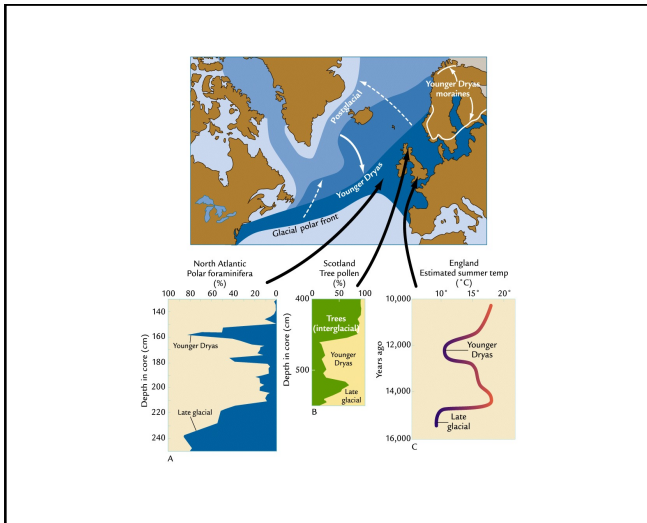 Younger Dryas
moraines
Postglacial
Younger Dryas
Glacial polar front
North Atlantic
Polar foraminifera
(%)
100 80 60 40 20 0
Depth in core (cm)
140
160
180
200
220
240
Younger Dryas
Late glacial
A
Scotland
Tree pollen
(%)
0 50 100
Depth in core (cm)
400
500
Trees
(interglacial)
Younger
Dryas
Late
glacial
B
England
Estimated summer temp
(˚C)
10˚ 15˚ 20˚
Years ago
10,000
12,000
14,000
16,000
Younger
Dryas
Late
glacial
C